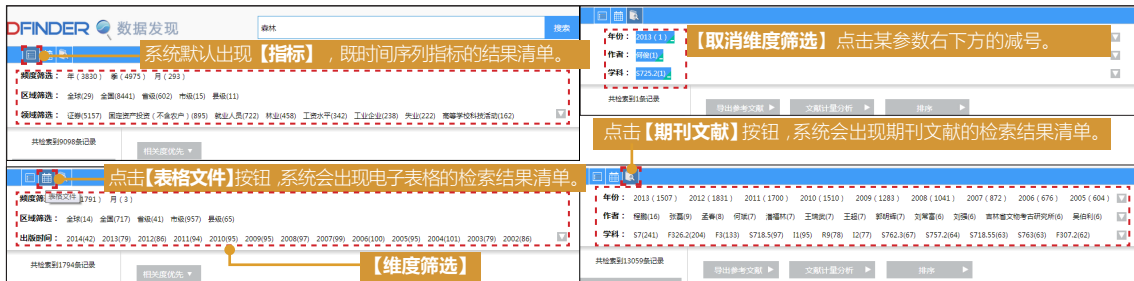 DFINDER 数据发现
森林
搜索
系统默认出现【指标】，既时间序列指标的结果清单。
频度筛选： 年（3830） 季（4975） 月（293）
区域筛选： 全球(29) 全国(8441) 省级(602) 市级(15) 县级(11)
领域筛选： 证券(5157) 固定资产投资（不含农户）(895) 就业人员(722) 林业(458) 工资水平(342) 工业企业(238) 失业(222) 高等学校科技活动(162)
共检索到9098条记录
相关度优先
点击【表格文件】按钮，系统会出现电子表格的检索结果清单。
频度筛 1791） 月（3）
表格文件
区域筛选： 全球(14) 全国(717) 省级(41) 市级(957) 县级(65)
出版时间： 2014(42) 2013(79) 2012(86) 2011(94) 2010(95) 2009(95) 2008(97) 2007(99) 2006(100) 2005(95) 2004(101) 2003(79) 2002(86)
【维度筛选】
共检索到1794条记录
相关度优先
【取消维度筛选】点击某参数右下方的减号。
年份： 2013（1）
作者： 何俊(1)
学科： S725.2(1)
共检索到1条记录
导出参考文献 文献计量分析 排序
点击【期刊文献】按钮，系统会出现期刊文献的检索结果清单。
年份： 2013（1507） 2012（1831） 2011（1700） 2010（2060） 2009（1283） 2008（1041） 2007（872） 2006（676） 2005（604）
作者： 程鹏(16) 张磊(9) 孟春(8) 何斌(7) 潘福林(7) 王瑞武(7) 王超(7) 郭明辉(7) 刘常富(6) 刘强(6) 吉林省文物考古研究所(6) 吴伯利(6)
学科： S7(241) F326.2(204) F3(133) S718.5(97) I1(95) R9(78) I2(77) S762.3(67) S757.2(64) S718.55(63) S763(63) F307.2(62)
共检索到13059条记录
导出参考文献 文献计量分析 排序